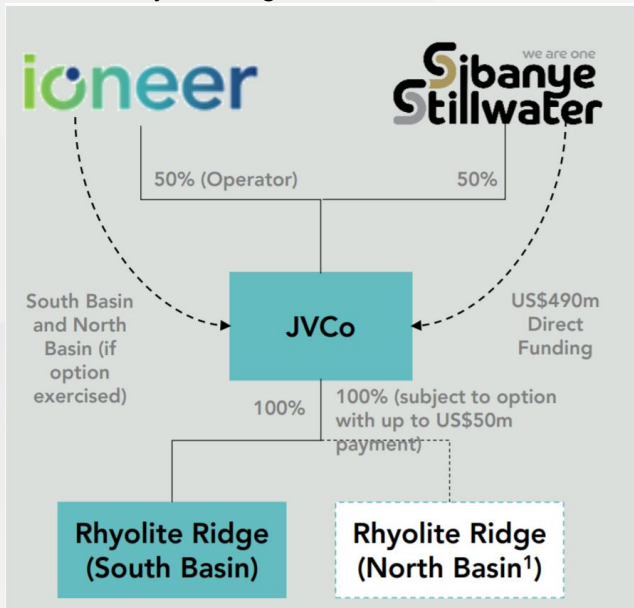 ioneer
we are one
Sibanye
Stillwater
50% (Operator)
50%
South Basin
and North
Basin (if
option
exercised)
JVCo
US$490m
Direct
Funding
100%
100% (subject to option
with up to US$50m
payment)
Rhyolite Ridge
(South Basin)
Rhyolite Ridge
(North Basin¹)